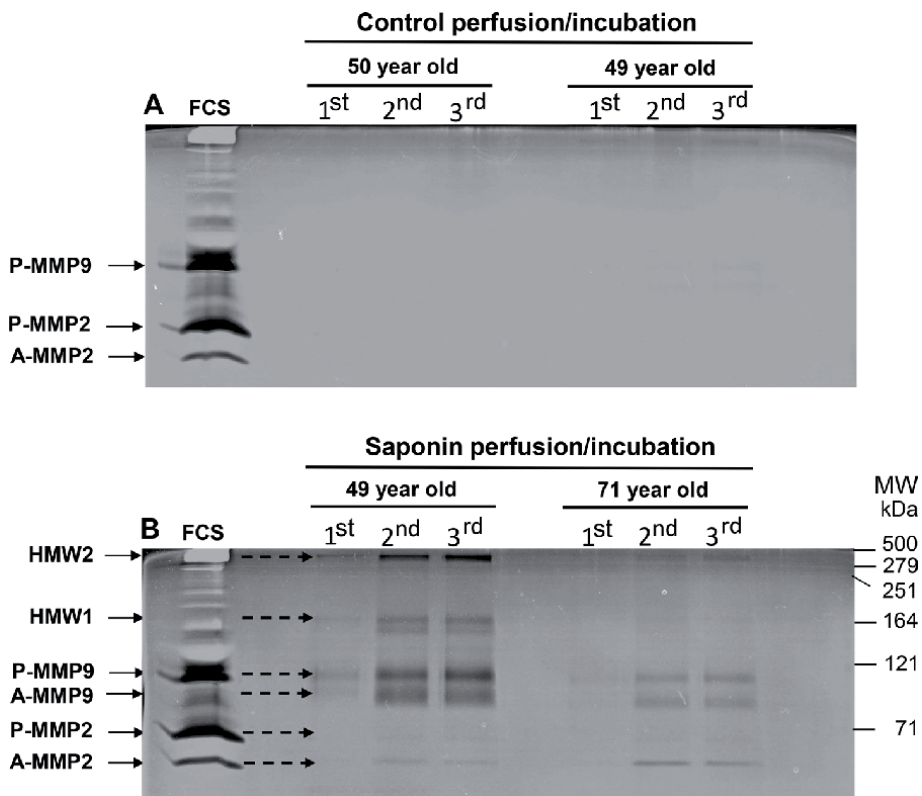 Control perfusion/incubation
50 year old 49 year old
A FCS 1st 2nd 3rd 1st 2nd 3rd
P-MMP9
P-MMP2
A-MMP2
Saponin perfusion/incubation
49 year old 71 year old
MW
kDa
B FCS 1st 2nd 3rd 1st 2nd 3rd
HMW2 500
279
251
HMW1 164
P-MMP9 121
A-MMP9
P-MMP2 71
A-MMP2